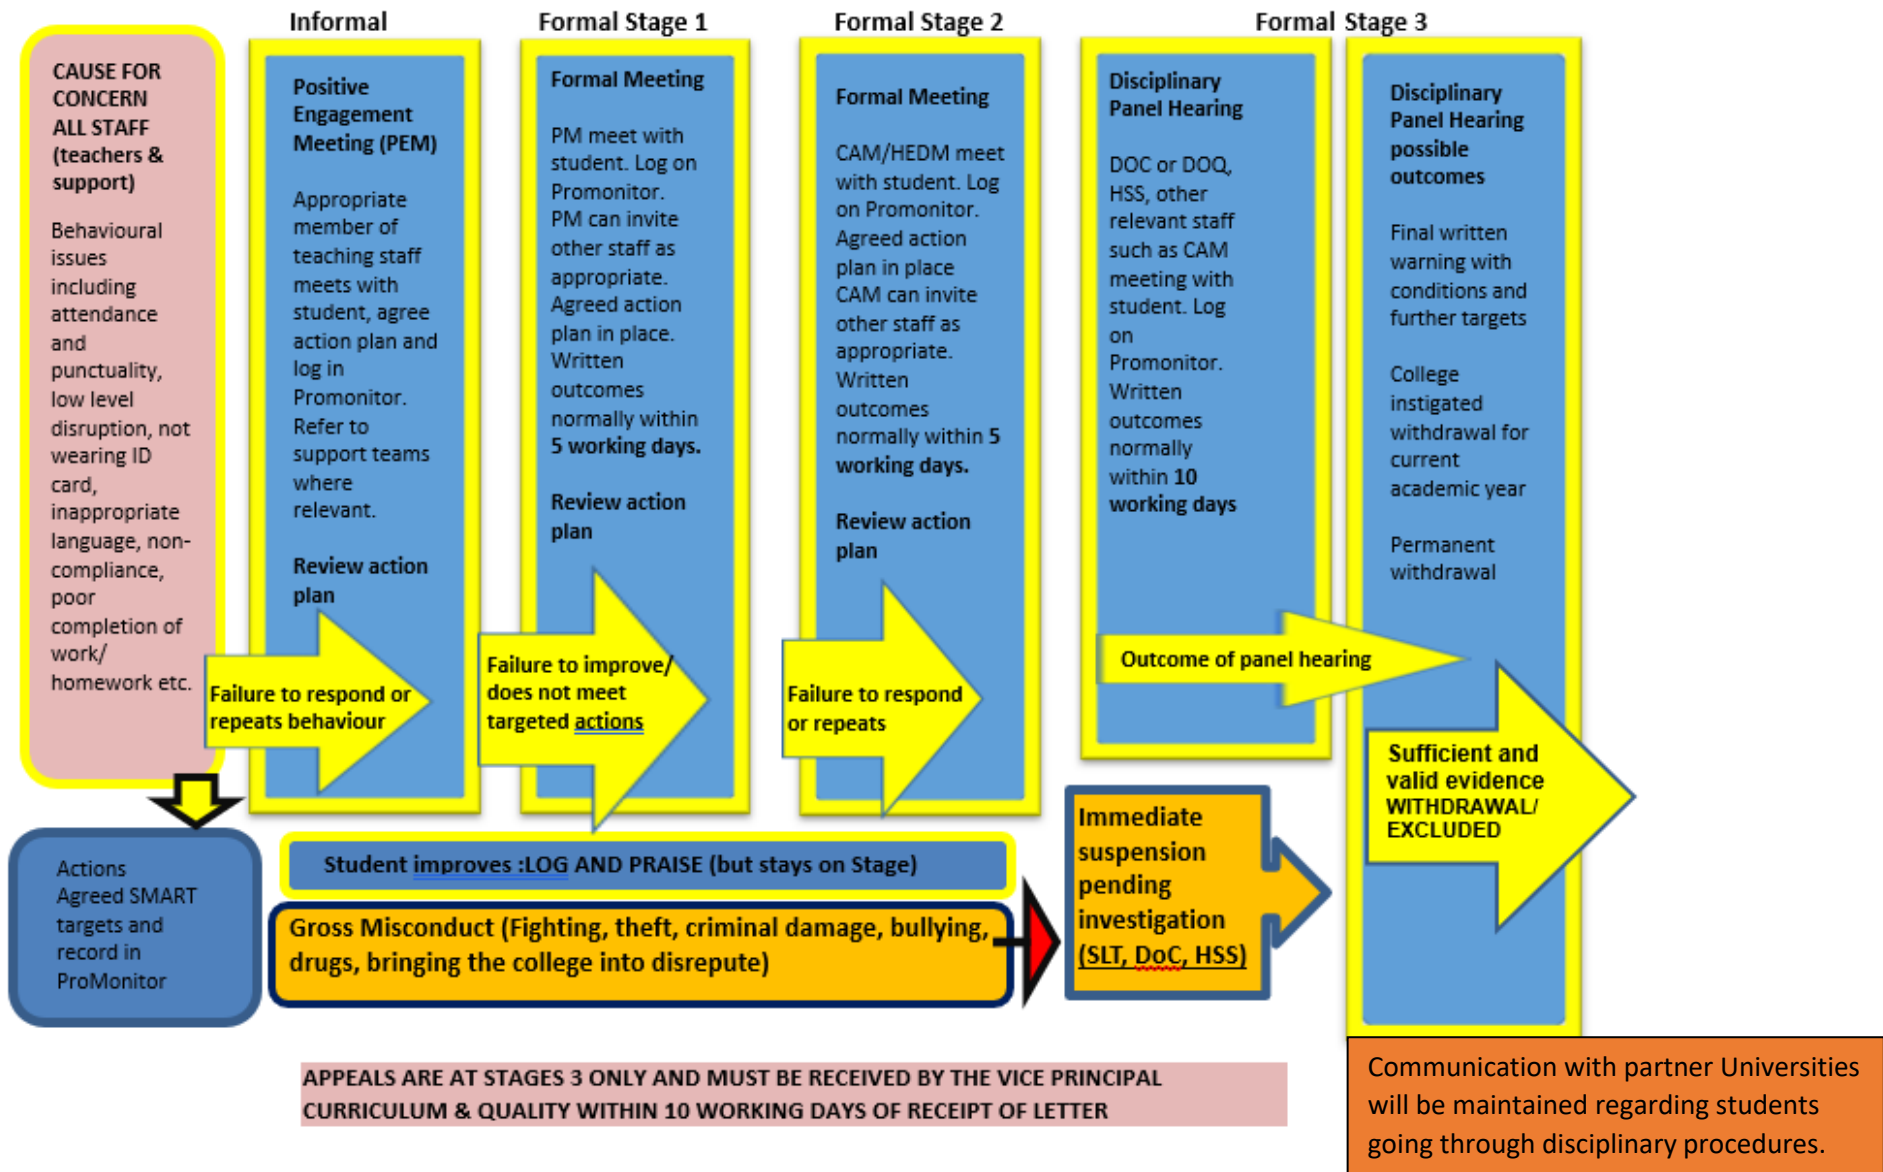 Informal
Formal Stage 1
Formal Stage 2
Formal Stage 3
CAUSE FOR
CONCERN
ALL STAFF
(teachers &
support)
Behavioural
issues
including
attendance
and
punctuality,
low level
disruption, not
wearing ID
card,
inappropriate
language, non-
compliance,
poor
completion of
work/
homework etc.
Actions
Agreed SMART
targets and
record in
ProMonitor
Positive
Engagement
Meeting (PEM)
Appropriate
member of
teaching staff
meets with
student, agree
action plan and
log in
Promonitor.
Refer to
support teams
where
relevant.
Review action
plan
Failure to respond or
repeats behaviour
Formal Meeting
PM meet with
student. Log on
Promonitor.
PM can invite
other staff as
appropriate.
Agreed action
plan in place.
Written
outcomes
normally within
5 working days.
Review action
plan
Failure to improve/
does not meet
targeted actions
Formal Meeting
CAM/HEDM meet
with student. Log
on Promonitor.
Agreed action
plan in place
CAM can invite
other staff as
appropriate.
Written
outcomes
normally within 5
working days.
Review action
plan
Failure to respond
or repeats
Disciplinary
Panel Hearing
DOC or DOQ,
HSS, other
relevant staff
such as CAM
meeting with
student. Log
on
Promonitor.
Written
outcomes
normally
within 10
working days
Outcome of panel hearing
Disciplinary
Panel Hearing
possible
outcomes
Final written
warning with
conditions and
further targets
College
instigated
withdrawal for
current
academic year
Permanent
withdrawal
Sufficient and
valid evidence
WITHDRAWAL/
EXCLUDED
Student improves :LOG AND PRAISE (but stays on Stage)
Gross Misconduct (Fighting, theft, criminal damage, bullying,
drugs, bringing the college into disrepute)
Immediate
suspension
pending
investigation
(SLT, DoC, HSS)
APPEALS ARE AT STAGES 3 ONLY AND MUST BE RECEIVED BY THE VICE PRINCIPAL
CURRICULUM & QUALITY WITHIN 10 WORKING DAYS OF RECEIPT OF LETTER
Communication with partner Universities
will be maintained regarding students
going through disciplinary procedures.